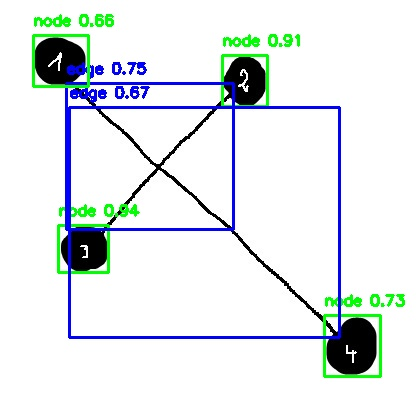 node 0.66
1
node 0.91
2
edge 0.75
edge 0.67
node 0.94
3
node 0.73
4